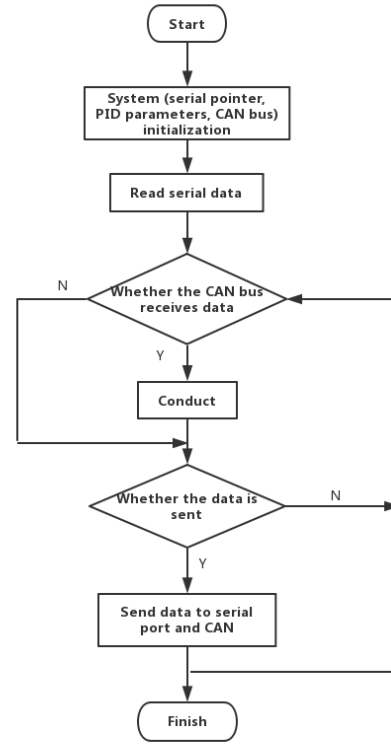 Start
System (serial pointer,
PID parameters, CAN bus)
initialization
Read serial data
Whether the CAN bus
receives data
N
Y
Conduct
Whether the data is
sent
N
Y
Send data to serial
port and CAN
Finish